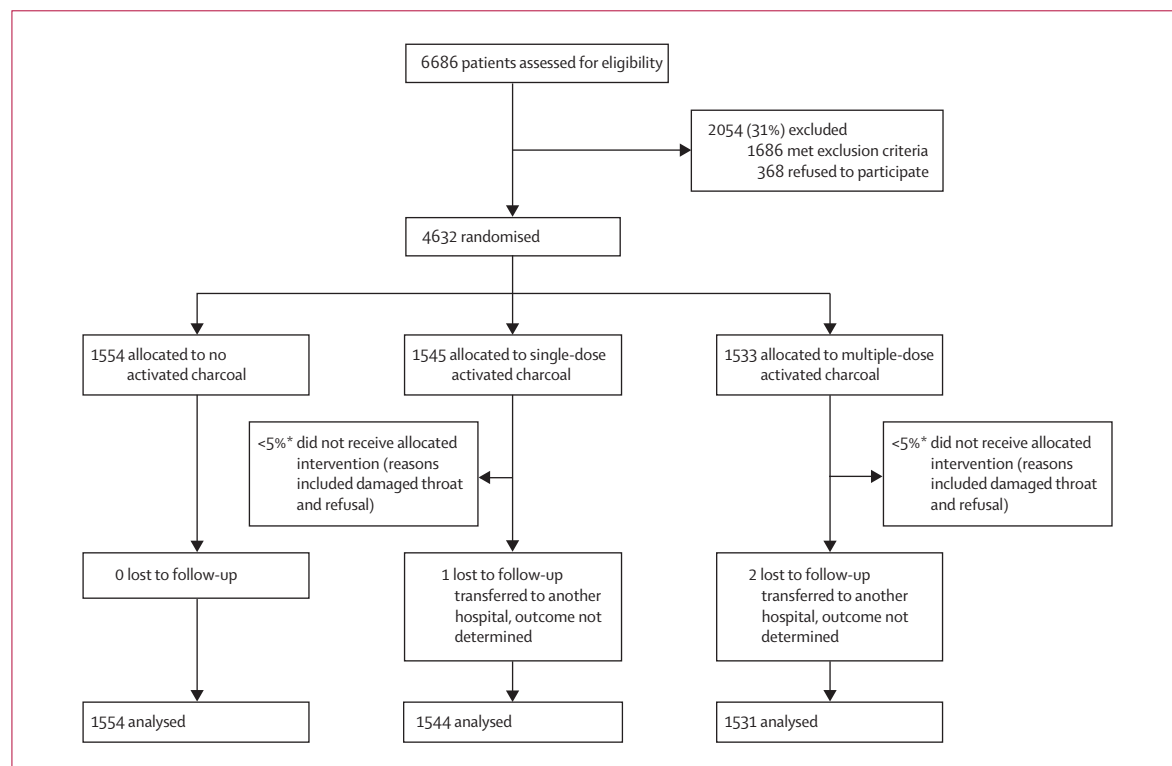 6686 patients assessed for eligibility
2054 (31%) excluded
1686 met exclusion criteria
368 refused to participate
4632 randomised
1554 allocated to no
activated charcoal
1545 allocated to single-dose
activated charcoal
1533 allocated to multiple-dose
activated charcoal
<5%* did not receive allocated
intervention (reasons
included damaged throat
and refusal)
<5%* did not receive allocated
intervention (reasons
included damaged throat
and refusal)
0 lost to follow-up
1 lost to follow-up
transferred to another
hospital, outcome not
determined
2 lost to follow-up
transferred to another
hospital, outcome not
determined
1554 analysed
1544 analysed
1531 analysed